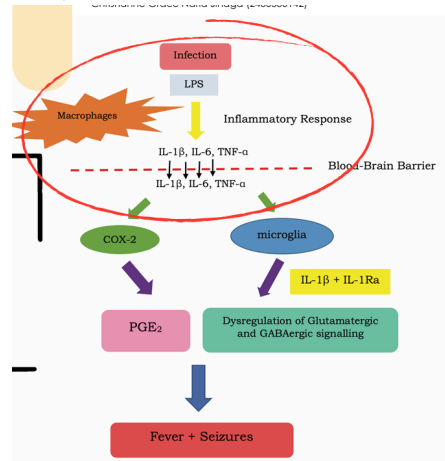 Infection
LPS
Macrophages
Inflammatory Response
IL-1β, IL-6, TNF-α
Blood-Brain Barrier
IL-1β, IL-6, TNF-α
COX-2
microglia
IL-1β + IL-1Ra
PGE₂
Dysregulation of Glutamatergic
and GABAergic signalling
Fever + Seizures